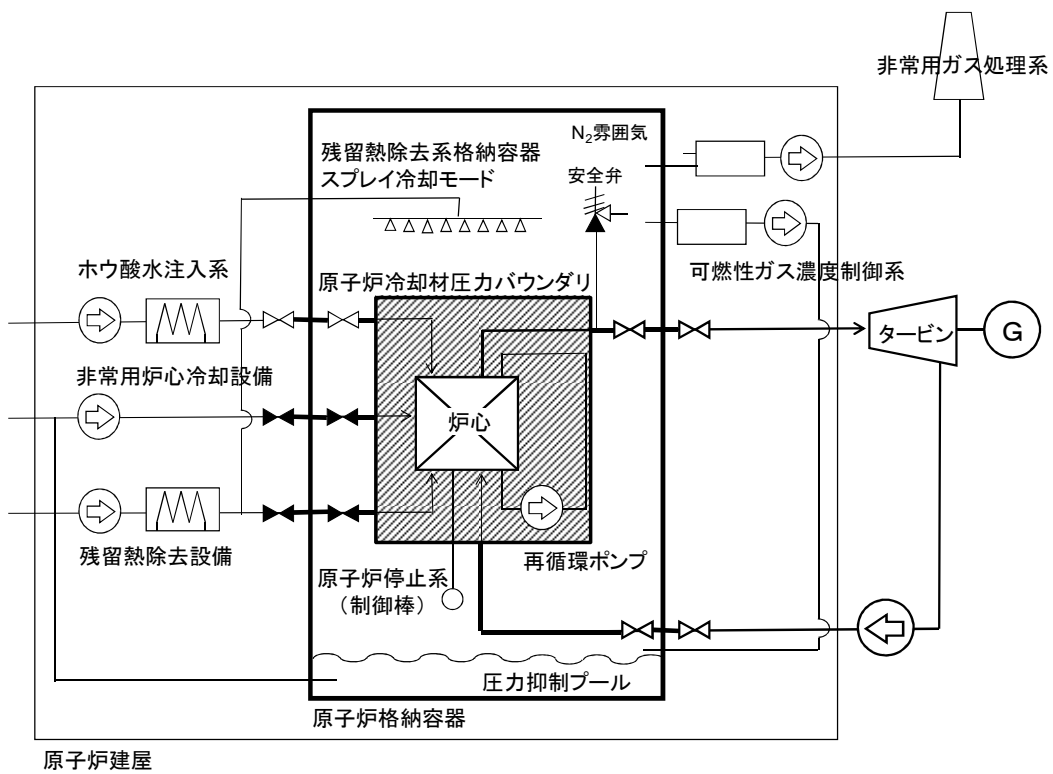 非常用ガス処理系
N₂雰囲気
残留熱除去系格納容器
スプレイ冷却モード
安全弁
ホウ酸水注入系
原子炉冷却材圧力バウンダリ
可燃性ガス濃度制御系
タービン
G
非常用炉心冷却設備
炉心
残留熱除去設備
再循環ポンプ
原子炉停止系
（制御棒）
圧力抑制プール
原子炉格納容器
原子炉建屋